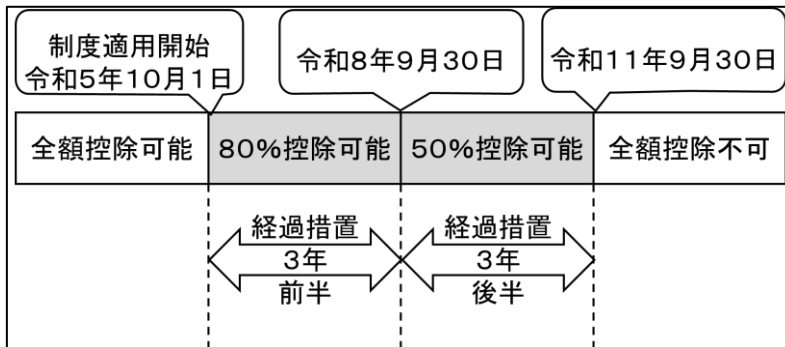 制度適用開始
令和5年10月1日
令和8年9月30日
令和11年9月30日
全額控除可能
80%控除可能
50%控除可能
全額控除不可
経過措置
3年
前半
経過措置
3年
後半